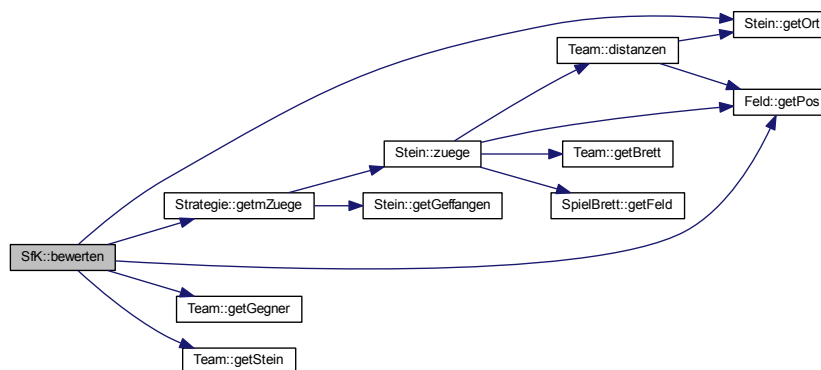 Stein::getOrt
Team::distanzen
Feld::getPos
Stein::zuege
Team::getBrett
Strategie::getmZuege
Stein::getGeffangen
SpielBrett::getFeld
SfK::bewerten
Team::getGegner
Team::getStein